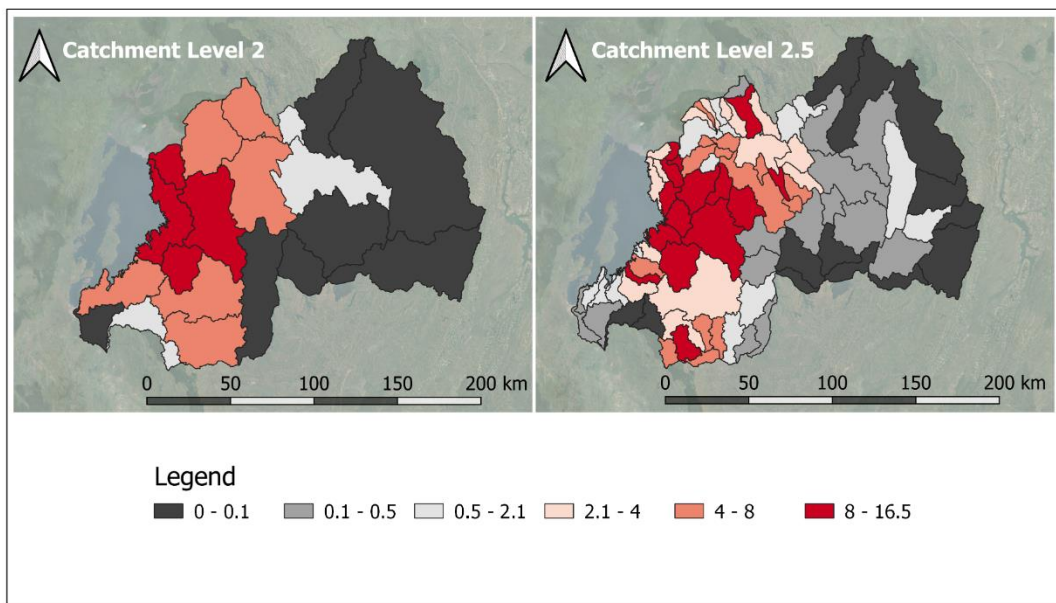 Catchment Level 2
Catchment Level 2.5
0 50 100 150 200 km
0 50 100 150 200 km
Legend
0 - 0.1 0.1 - 0.5 0.5 - 2.1 2.1 - 4 4 - 8 8 - 16.5